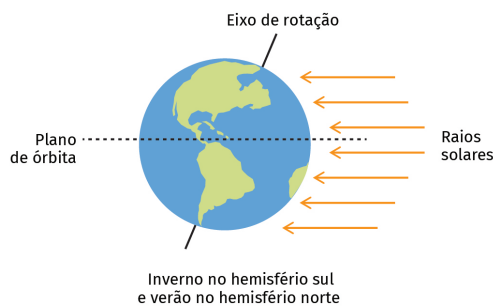 Eixo de rotação
Plano
de órbita
Raios
solares
Inverno no hemisfério sul
e verão no hemisfério norte